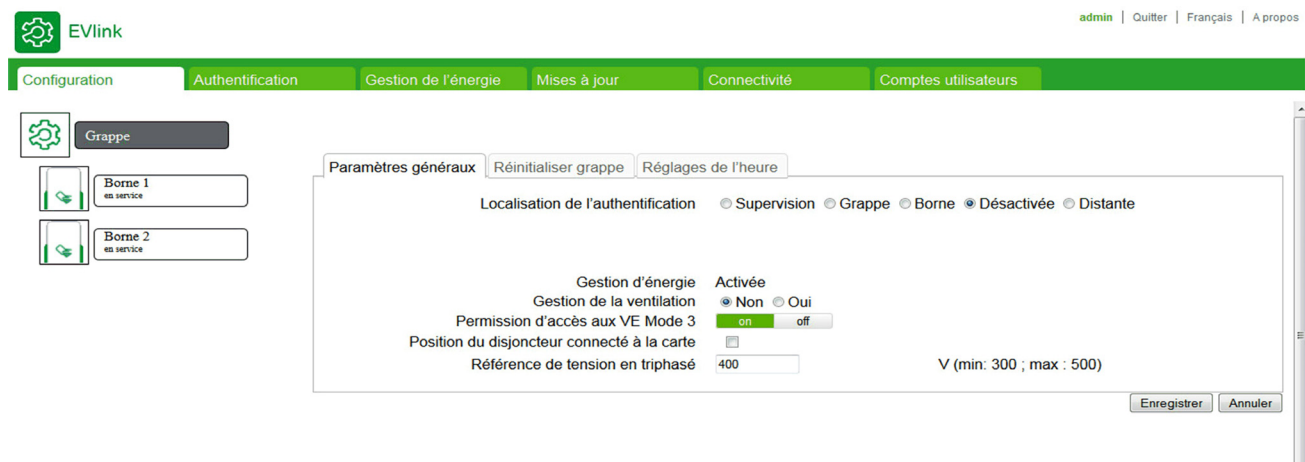 EVlink
admin | Quitter | Français | A propos
Configuration Authentification Gestion de l'énergie Mises à jour Connectivité Comptes utilisateurs
Grappe
Borne 1
en service
Borne 2
en service
Paramètres généraux Réinitialiser grappe Réglages de l'heure
Localisation de l'authentification Supervision Grappe Borne Désactivée Distante
Gestion d'énergie Activée
Gestion de la ventilation Non Oui
Permission d'accès aux VE Mode 3 on off
Position du disjoncteur connecté à la carte
Référence de tension en triphasé 400 V (min: 300 ; max : 500)
Enregistrer Annuler